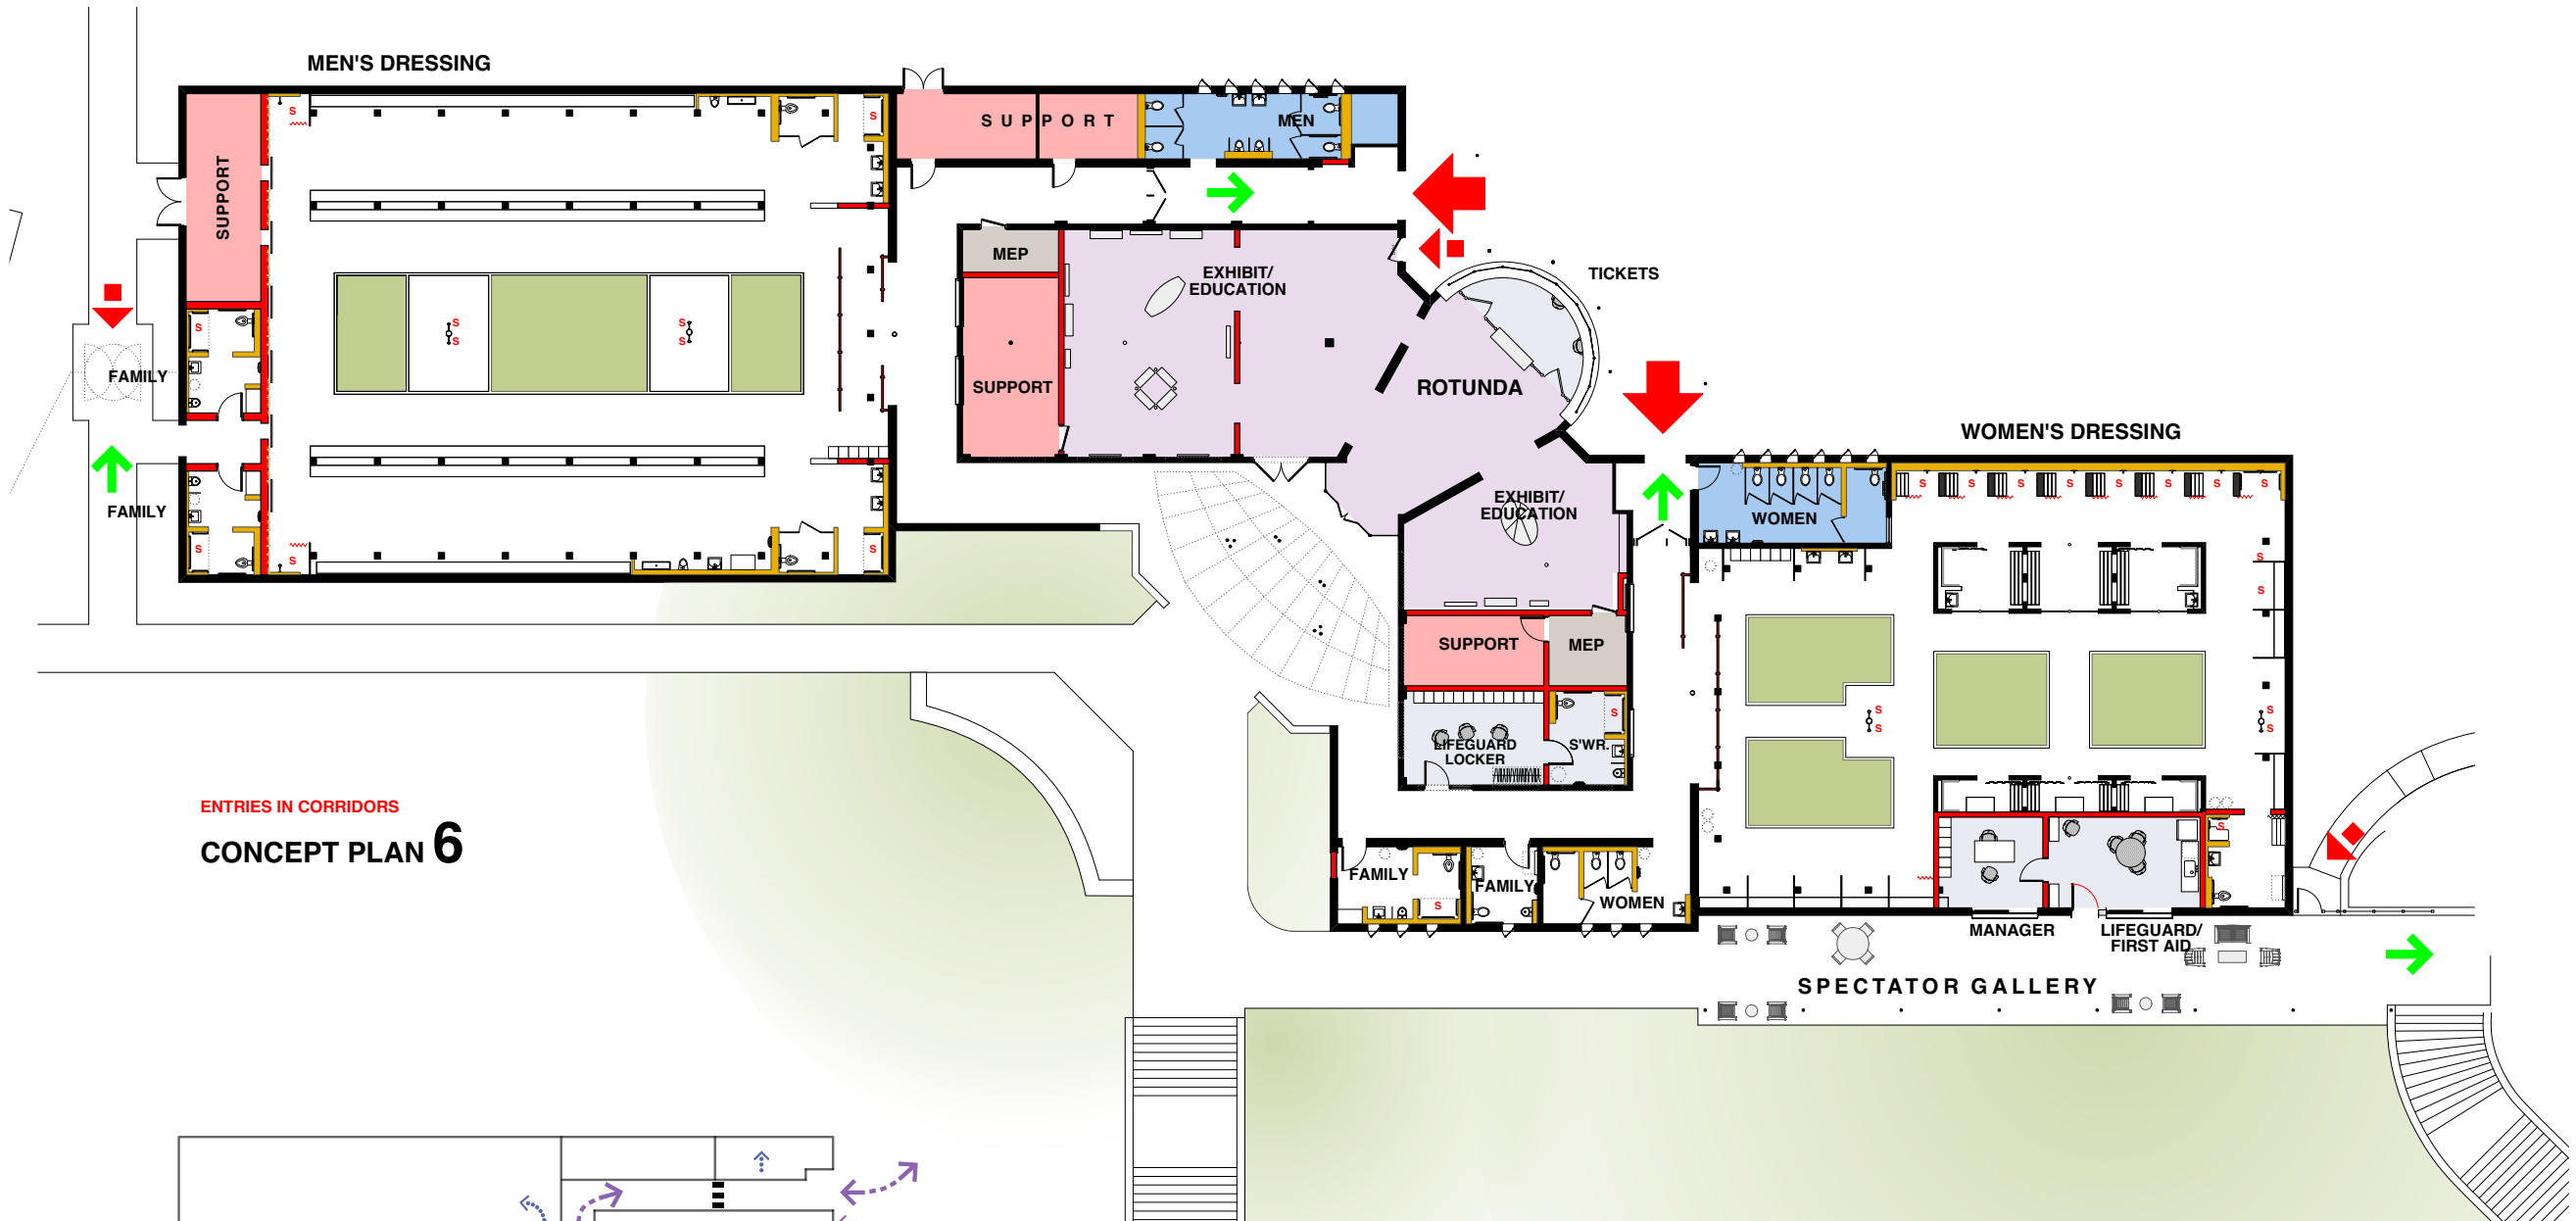 MEN'S DRESSING
SUPPORT
S
S
SUPPORT
MEN
MEP
EXHIBIT/
EDUCATION
TICKETS
S
S
S
S
S
FAMILY
SUPPORT
ROTUNDA
WOMEN'S DRESSING
FAMILY
S
S
S
EXHIBIT/
EDUCATION
WOMEN
S
S
S
S
S
S
S
S
S
S
SUPPORT
MEP
S
S
S
S
S
LIFEGUARD
LOCKER
S'WR.
ENTRIES IN CORRIDORS
CONCEPT PLAN 6
S
FAMILY
FAMILY
WOMEN
S
MANAGER
LIFEGUARD/
FIRST AID
SPECTATOR GALLERY